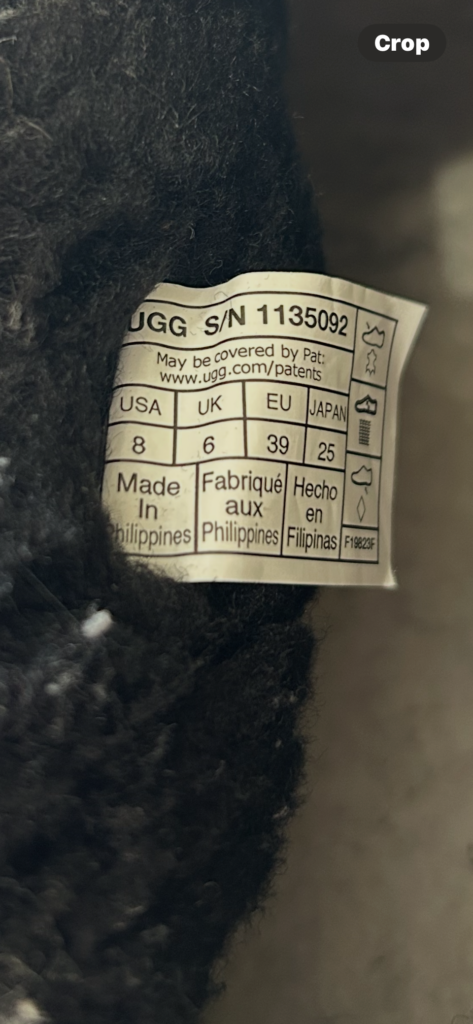 Crop
UGG S/N 1135092
May be covered by Pat:
www.ugg.com/patents
USA UK EU JAPAN
8 6 39 25
Made In Philippines
Fabriqué aux Philippines
Hecho en Filipinas
F19823F